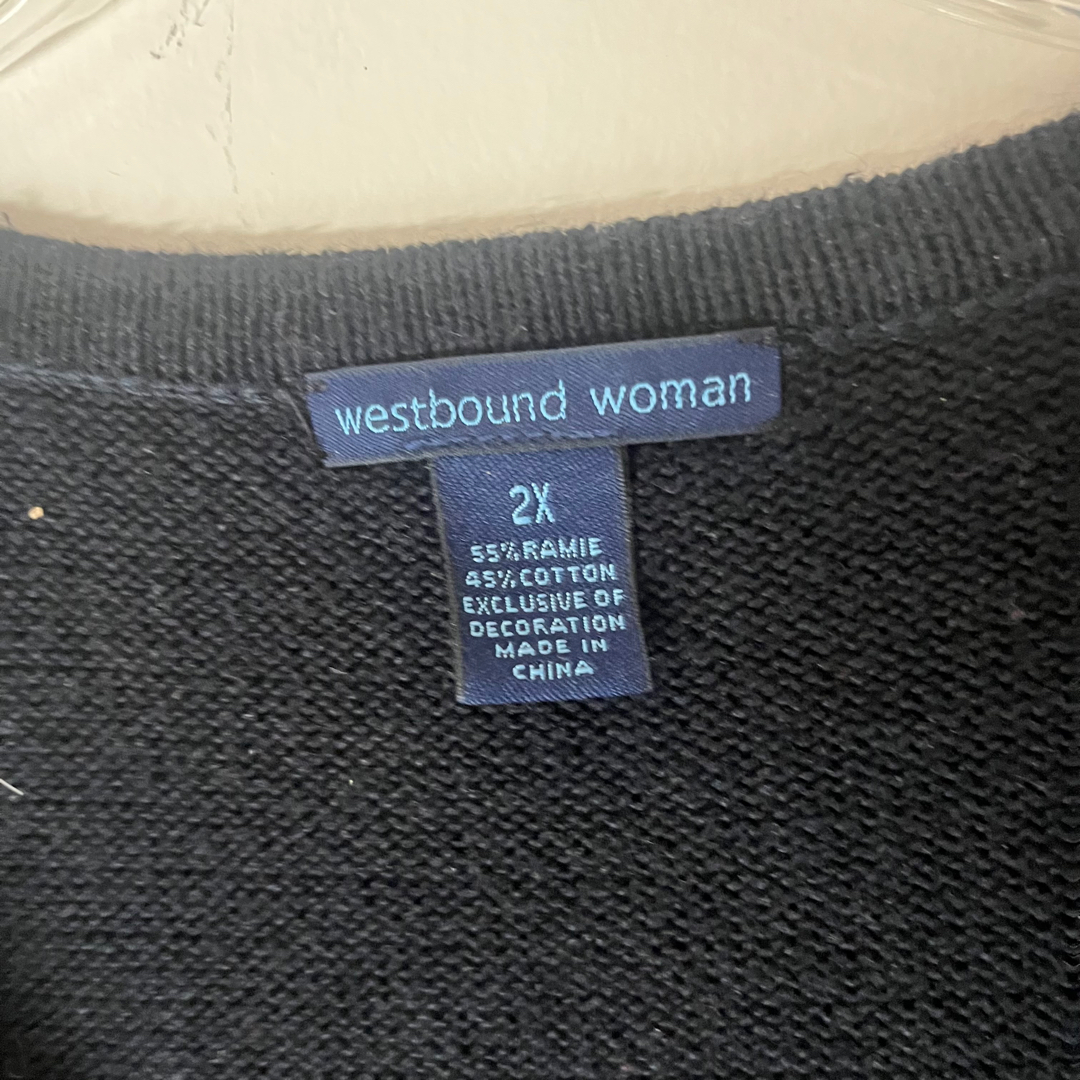 westbound woman
2X
55% RAMIE
45% COTTON
EXCLUSIVE OF
DECORATION
MADE IN
CHINA